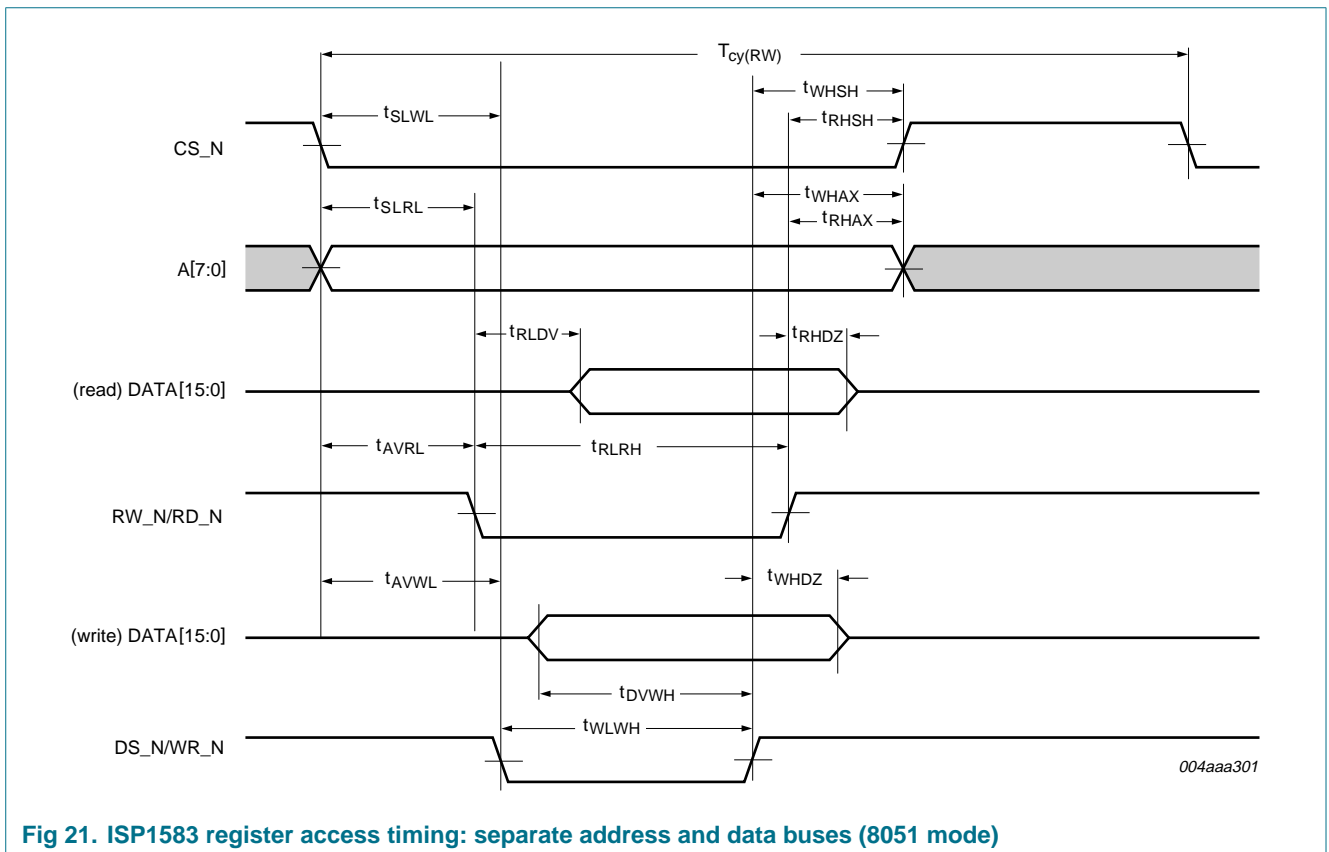 Tcy(RW)
tWHSH
tSLWL
tRHSH
CS_N
tWHAX
tSLRL
tRHAX
A[7:0]
tRLDV
tRHDZ
(read) DATA[15:0]
tAVRL
tRLRH
RW_N/RD_N
tAVWL
tWHDZ
(write) DATA[15:0]
tDVWH
tWLWH
DS_N/WR_N
004aaa301
Fig 21. ISP1583 register access timing: separate address and data buses (8051 mode)